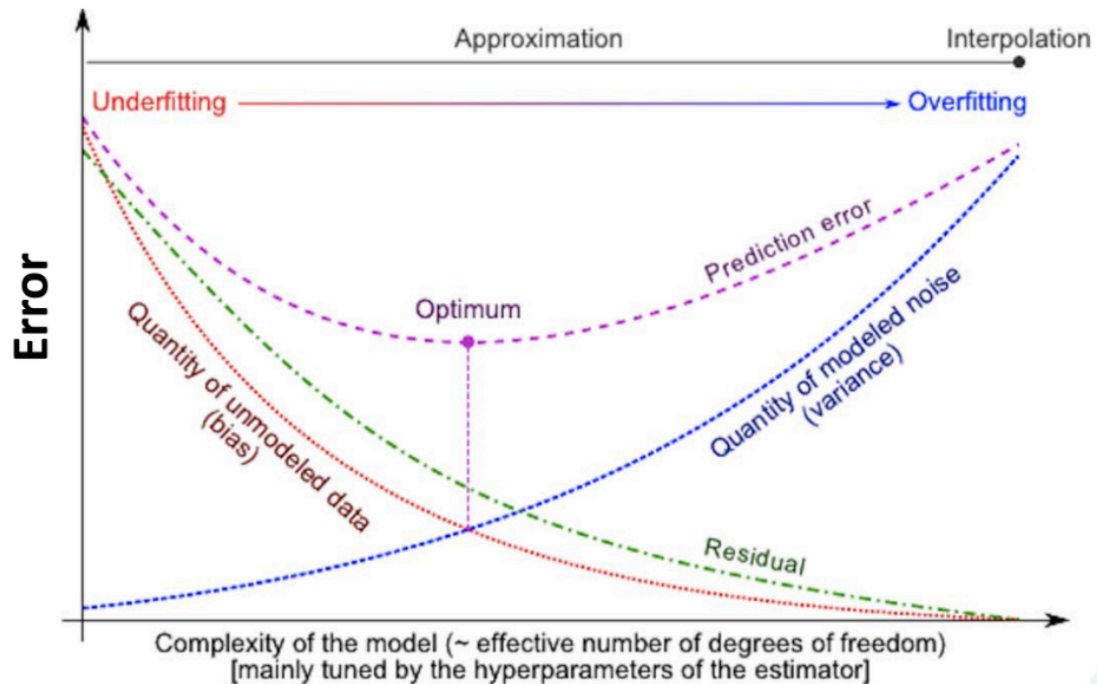 Approximation
Interpolation
Underfitting
Overfitting
Error
Prediction error
Optimum
Quantity of unmodeled data
(bias)
Quantity of modeled noise
(variance)
Residual
Complexity of the model (~ effective number of degrees of freedom)
[mainly tuned by the hyperparameters of the estimator]